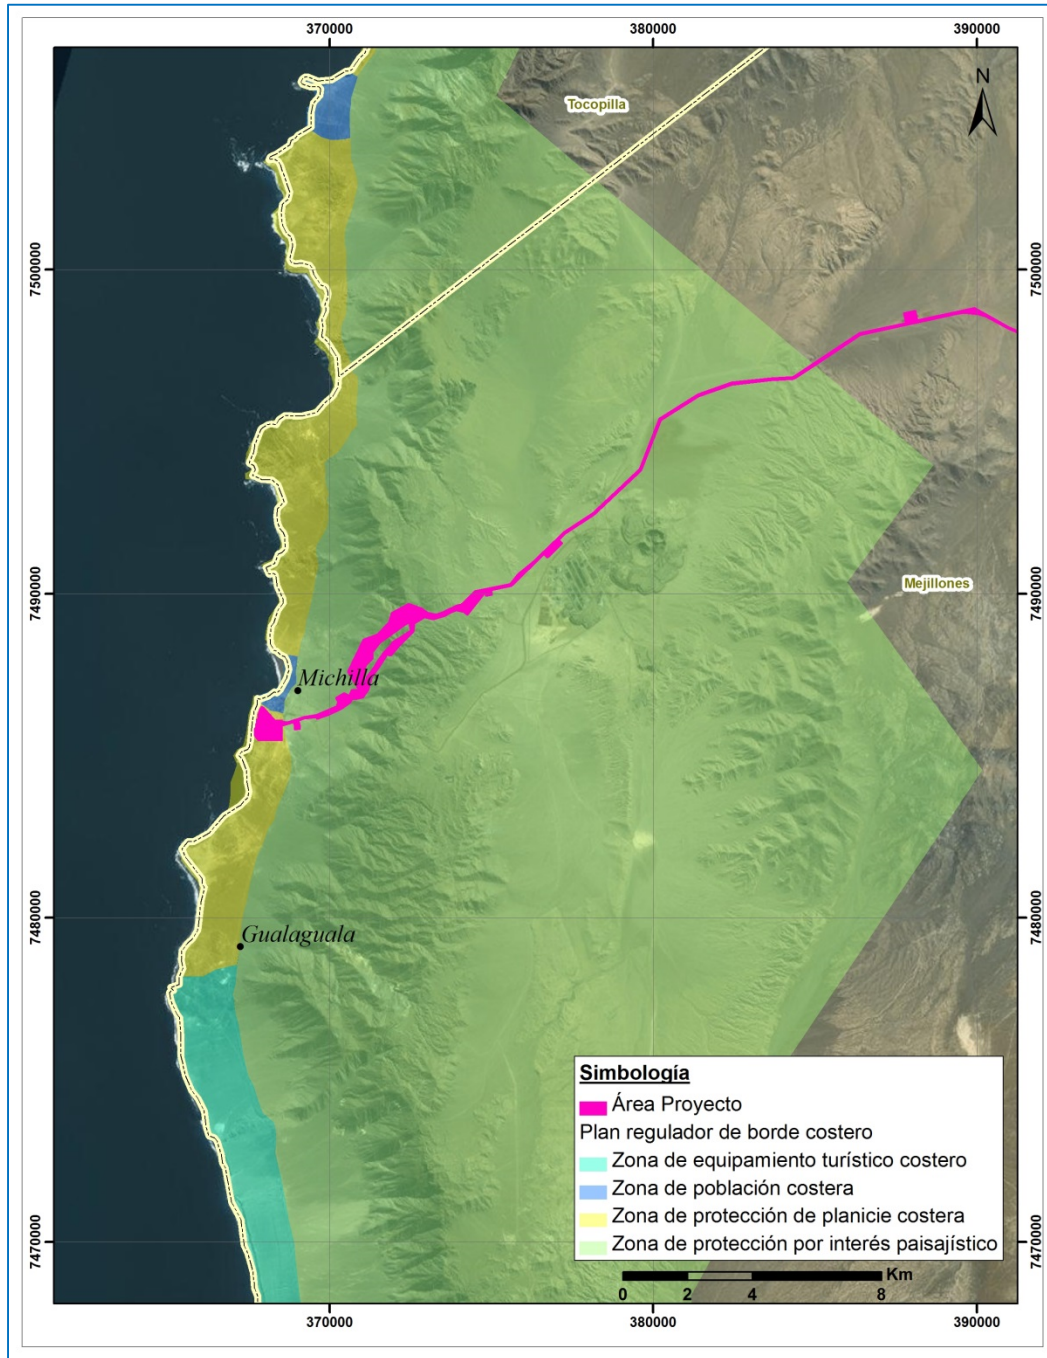 370000
380000
390000
N
Tocopilla
7500000
7500000
7490000
Mejillones
7490000
Michilla
7480000
Gualaguala
7480000
Simbología
Área Proyecto
Plan regulador de borde costero
Zona de equipamiento turístico costero
Zona de población costera
Zona de protección de planicie costera
Zona de protección por interés paisajístico
7470000
7470000
Km
0 2 4 8
370000
380000
390000